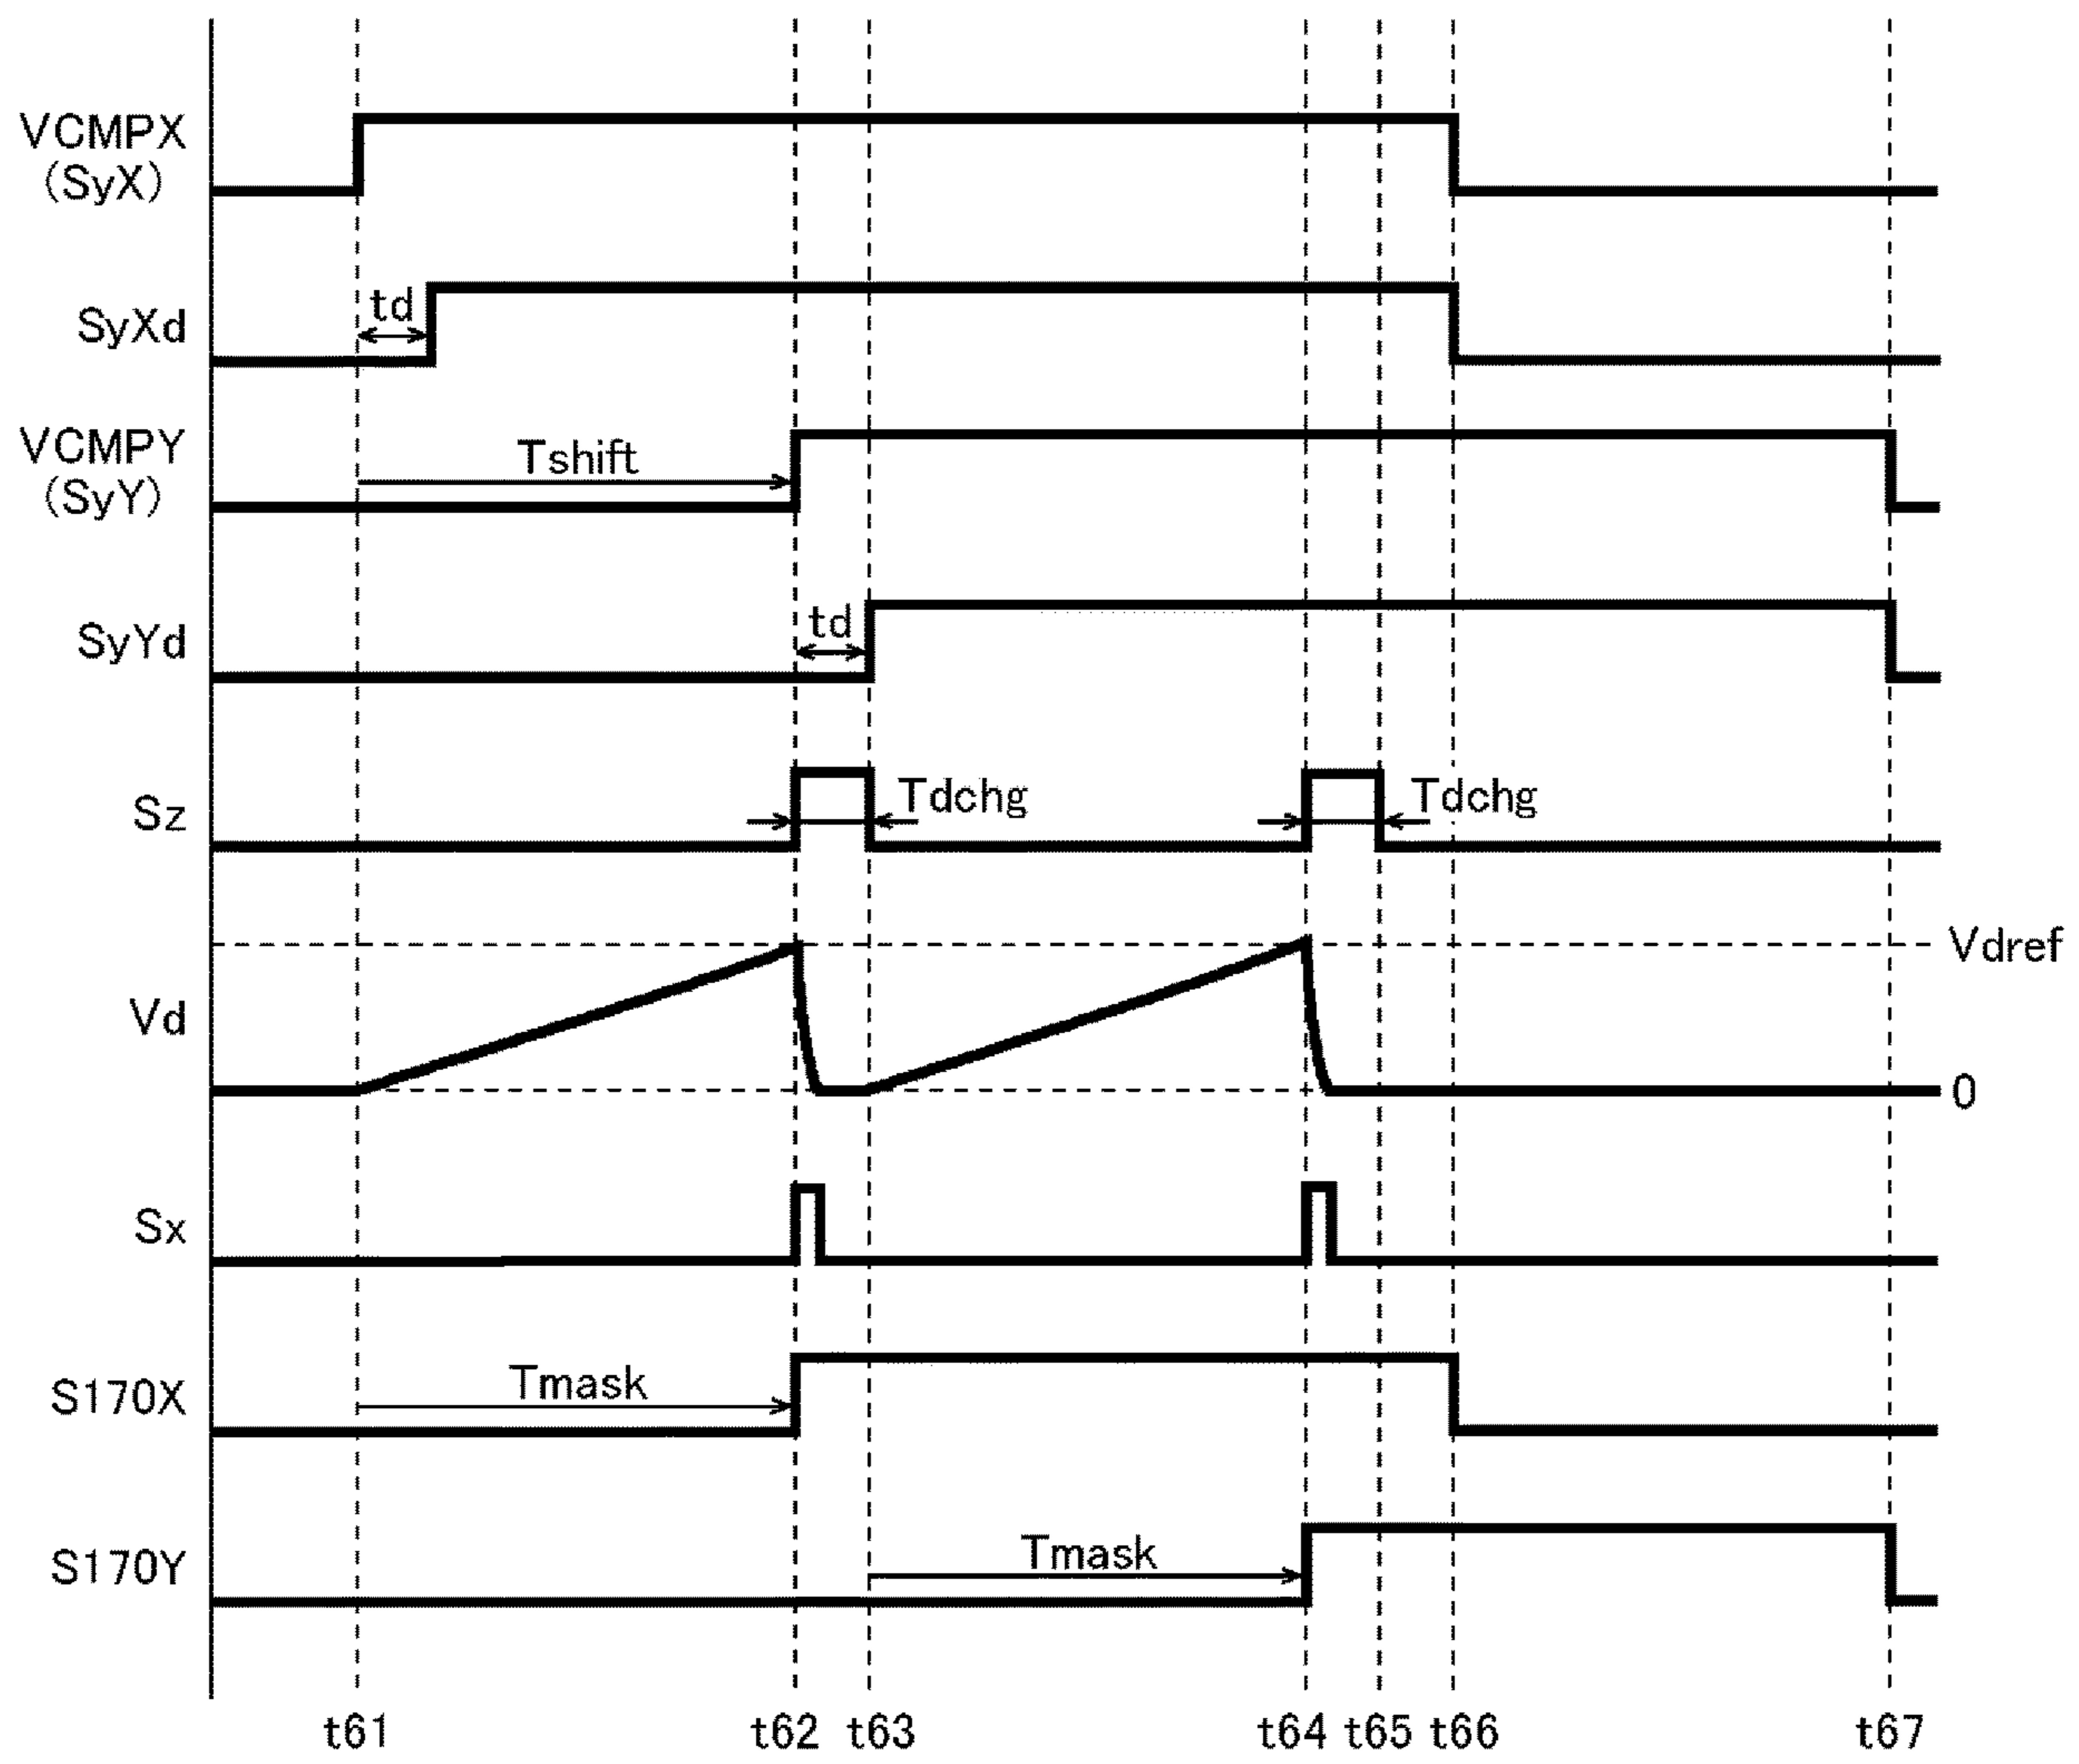 VCMPX
(SyX)
td
SyXd
VCMPY
(SyY)
Tshift
td
SyYd
Tdchg
Tdchg
Sz
Vdref
Vd
0
Sx
Tmask
S170X
Tmask
S170Y
t61 t62 t63 t64 t65 t66 t67